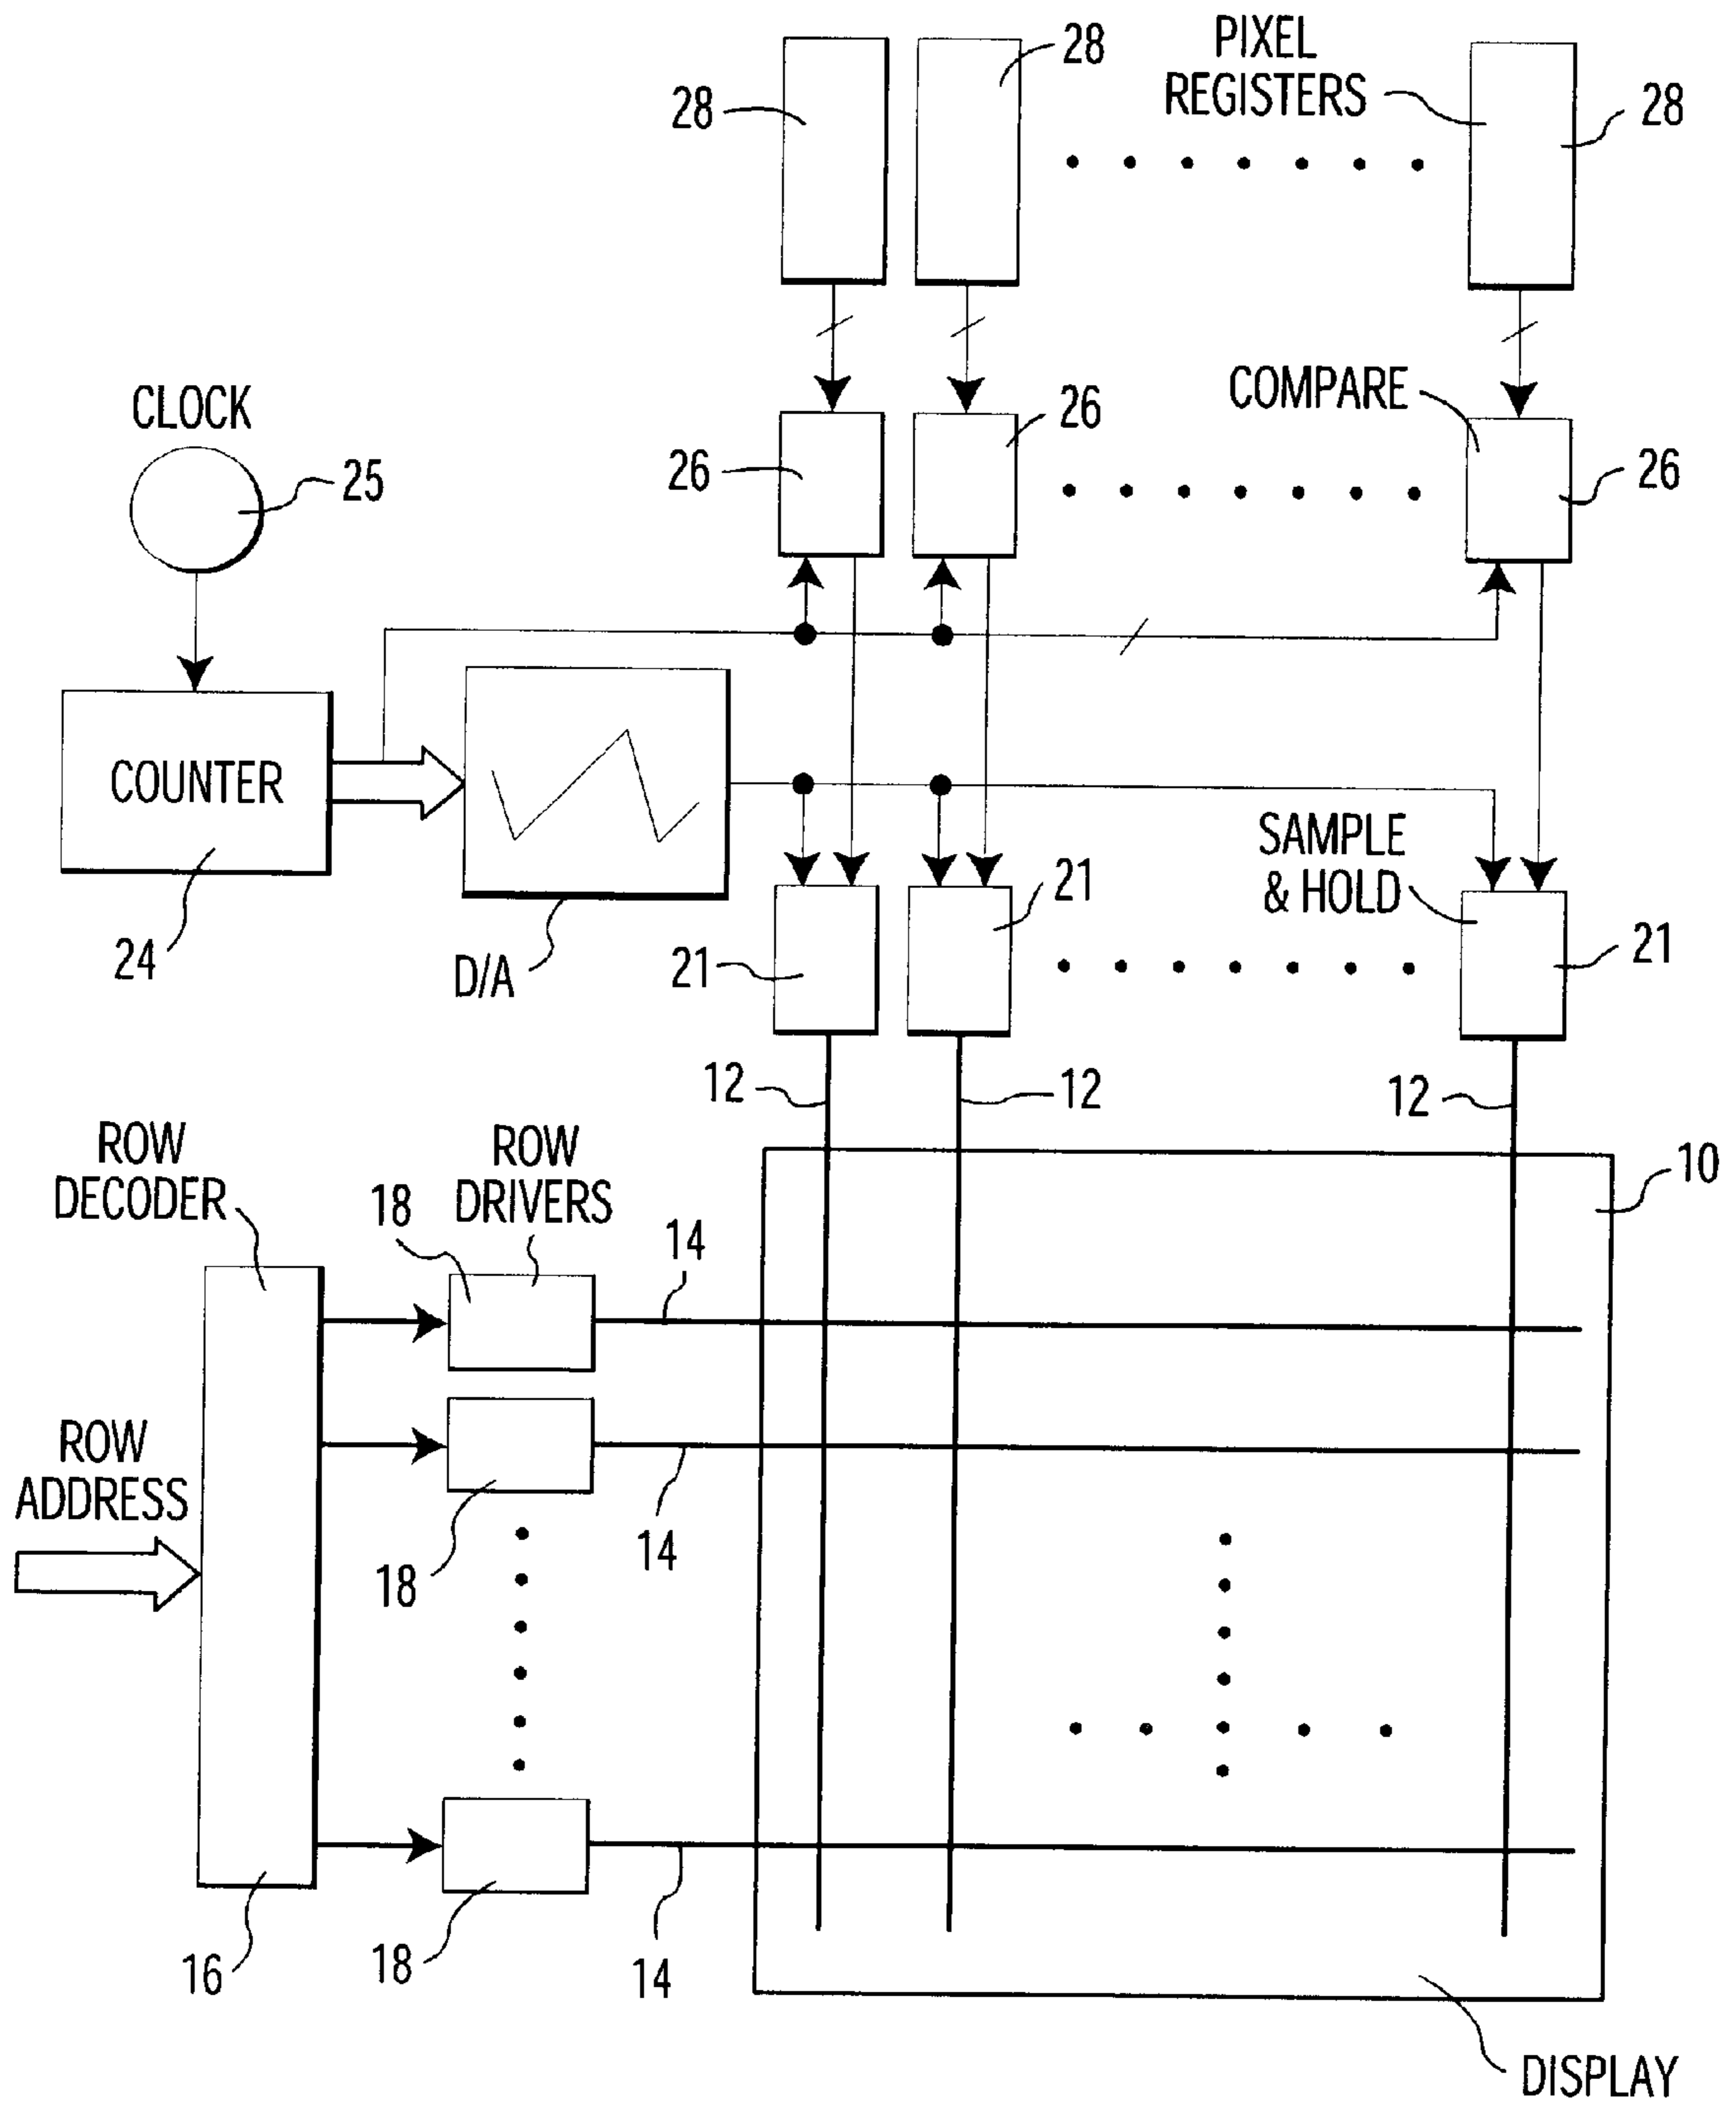 28
28
PIXEL
REGISTERS
28
CLOCK
25
26
26
COMPARE
26
COUNTER
24
D/A
21
21
SAMPLE
& HOLD
21
12
12
12
ROW
DECODER
18
ROW
DRIVERS
14
10
ROW
ADDRESS
18
14
16
18
14
DISPLAY